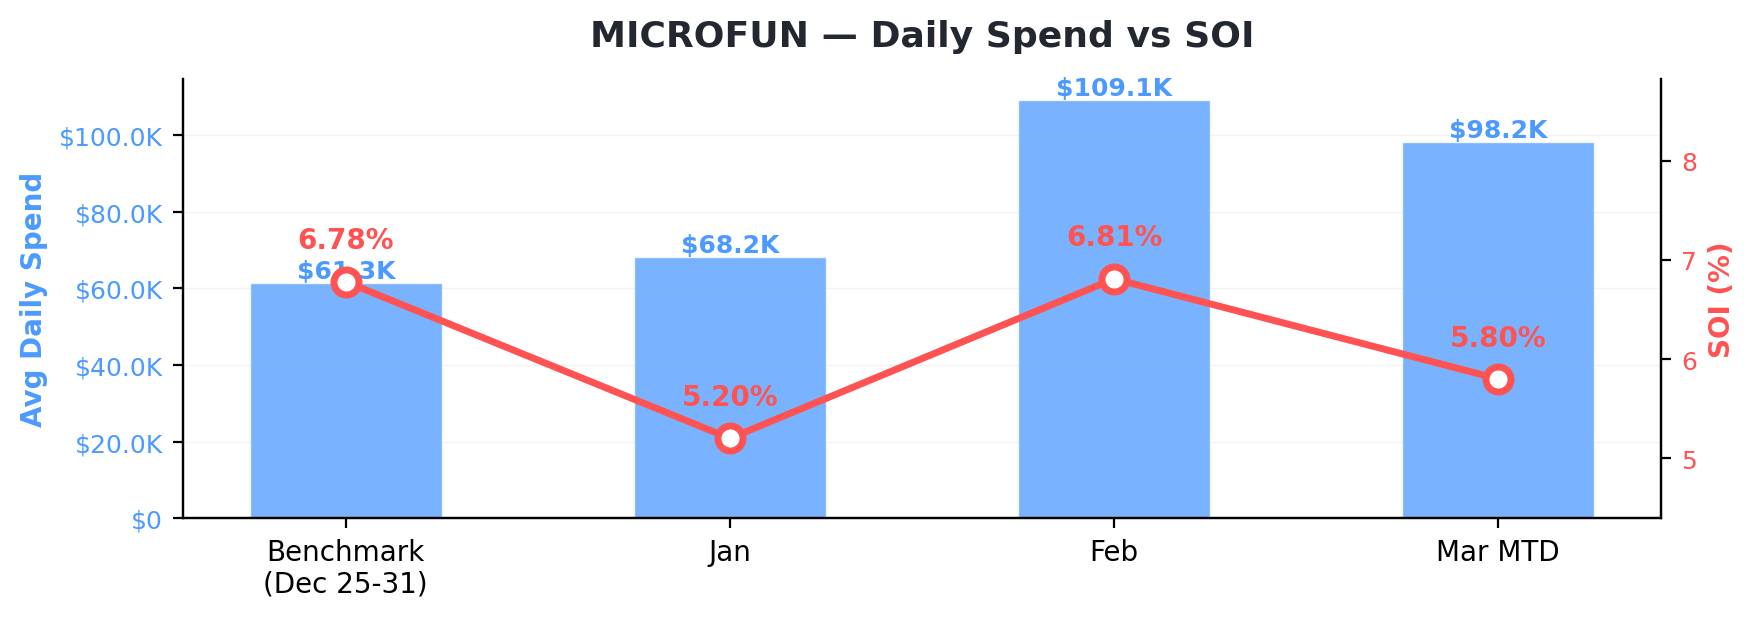 MICROFUN — Daily Spend vs SOI
Avg Daily Spend
$100.0K
$80.0K
$60.0K
$40.0K
$20.0K
$0
6.78%
$61.3K
$68.2K
5.20%
$109.1K
6.81%
$98.2K
5.80%
8
7
6
5
SOI (%)
Benchmark
(Dec 25-31)
Jan
Feb
Mar MTD